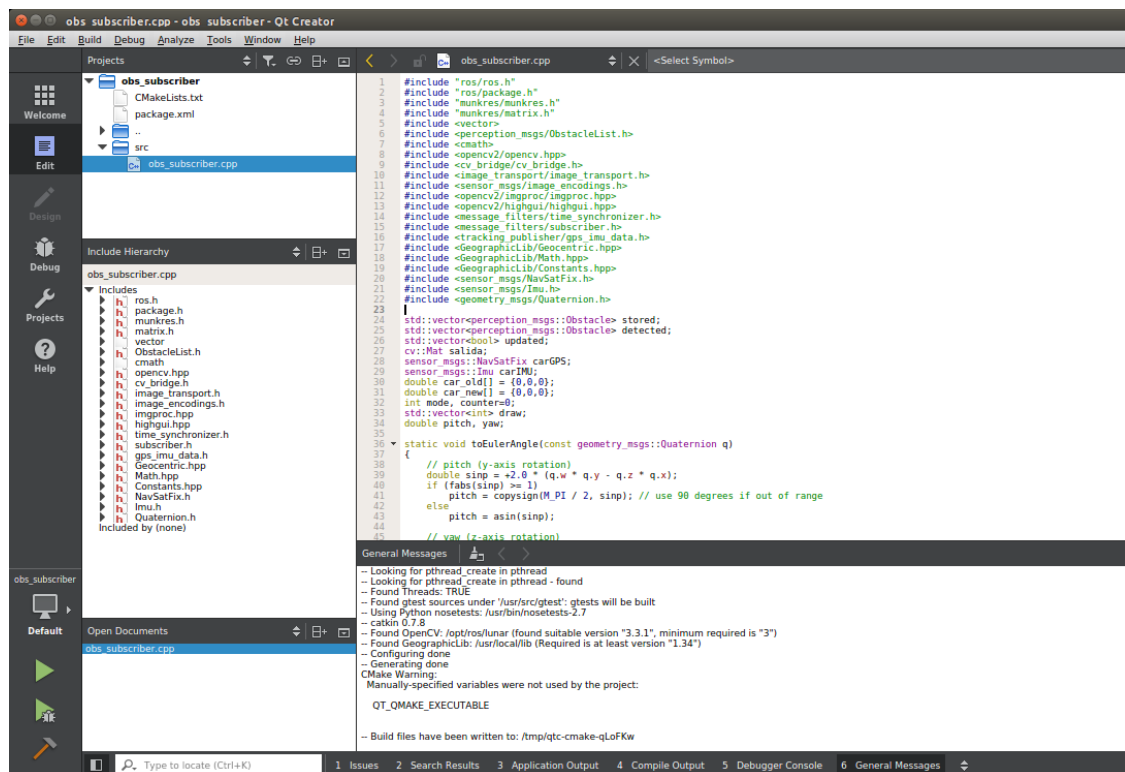 obs_subscriber.cpp - obs_subscriber - Qt Creator
File Edit Build Debug Analyze Tools Window Help
Projects
obs_subscriber.cpp
<Select Symbol>
Welcome
Edit
Design
Debug
Projects
Help
obs_subscriber
Default
obs_subscriber
CMakeLists.txt
package.xml
..
src
obs_subscriber.cpp
Include Hierarchy
obs_subscriber.cpp
Includes
ros.h
package.h
munkres.h
matrix.h
vector
ObstacleList.h
cmath
opencv.hpp
cv_bridge.h
image_transport.h
image_encodings.h
imgproc.hpp
highgui.hpp
time_synchronizer.h
subscriber.h
gps_imu_data.h
Geocentric.hpp
Math.hpp
Constants.hpp
NavSatFix.h
Imu.h
Quaternion.h
Included by (none)
Open Documents
obs_subscriber.cpp
1 #include "ros/ros.h"
2 #include "ros/package.h"
3 #include "munkres/munkres.h"
4 #include "munkres/matrix.h"
5 #include <vector>
6 #include <perception_msgs/ObstacleList.h>
7 #include <cmath>
8 #include <opencv2/opencv.hpp>
9 #include <cv_bridge/cv_bridge.h>
10 #include <image_transport/image_transport.h>
11 #include <sensor_msgs/image_encodings.h>
12 #include <opencv2/imgproc/imgproc.hpp>
13 #include <opencv2/highgui/highgui.hpp>
14 #include <message_filters/time_synchronizer.h>
15 #include <message_filters/subscriber.h>
16 #include <tracking_publisher/gps_imu_data.h>
17 #include <GeographicLib/Geocentric.hpp>
18 #include <GeographicLib/Math.hpp>
19 #include <GeographicLib/Constants.hpp>
20 #include <sensor_msgs/NavSatFix.h>
21 #include <sensor_msgs/Imu.h>
22 #include <geometry_msgs/Quaternion.h>
23
24 std::vector<perception_msgs::Obstacle> stored;
25 std::vector<perception_msgs::Obstacle> detected;
26 std::vector<bool> updated;
27 cv::Mat salida;
28 sensor_msgs::NavSatFix carGPS;
29 sensor_msgs::Imu carIMU;
30 double car_old[] = {0,0,0};
31 double car_new[] = {0,0,0};
32 int mode, counter=0;
33 std::vector<int> draw;
34 double pitch, yaw;
35
36 static void toEulerAngle(const geometry_msgs::Quaternion q)
37 {
38 // pitch (y-axis rotation)
39 double sinp = +2.0 * (q.w * q.y - q.z * q.x);
40 if (fabs(sinp) >= 1)
41 pitch = copysign(M_PI / 2, sinp); // use 90 degrees if out of range
42 else
43 pitch = asin(sinp);
44
45 // yaw (z-axis rotation)
General Messages
-- Looking for pthread_create in pthread
-- Looking for pthread_create in pthread - found
-- Found Threads: TRUE
-- Found gtest sources under '/usr/src/gtest': gtests will be built
-- Using Python nosetests: /usr/bin/nosetests-2.7
-- catkin 0.7.8
-- Found OpenCV: /opt/ros/lunar (found suitable version "3.3.1", minimum required is "3")
-- Found GeographicLib: /usr/local/lib (Required is at least version "1.34")
-- Configuring done
-- Generating done
CMake Warning:
Manually-specified variables were not used by the project:
QT_QMAKE_EXECUTABLE
-- Build files have been written to: /tmp/qtc-cmake-qLoFKw
Type to locate (Ctrl+K)
1 Issues 2 Search Results 3 Application Output 4 Compile Output 5 Debugger Console 6 General Messages